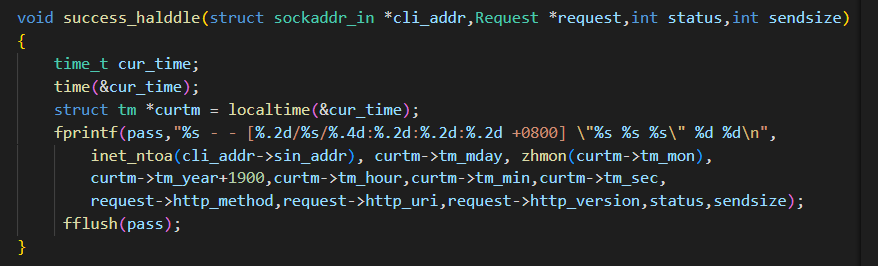 void success_halddle(struct sockaddr_in *cli_addr,Request *request,int status,int sendsize)
{
    time_t cur_time;
    time(&cur_time);
    struct tm *curtm = localtime(&cur_time);
    fprintf(pass,"%s - - [%.2d/%s/%.4d:%.2d:%.2d:%.2d +0800] \"%s %s %s\" %d %d\n",
        inet_ntoa(cli_addr->sin_addr), curtm->tm_mday, zhmon(curtm->tm_mon),
        curtm->tm_year+1900,curtm->tm_hour,curtm->tm_min,curtm->tm_sec,
        request->http_method,request->http_uri,request->http_version,status,sendsize);
     fflush(pass);
}